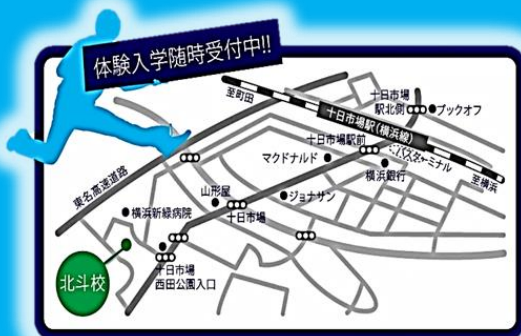 体験入学随時受付中!!
至町田
十日市場駅(横浜線)
十日市場
駅北側
ブックオフ
十日市場駅前
バスターミナル
至横浜
マクドナルド
横浜銀行
東名高速道路
山形屋
ジョナサン
十日市場
横浜新緑病院
北斗校
十日市場
西田公園入口